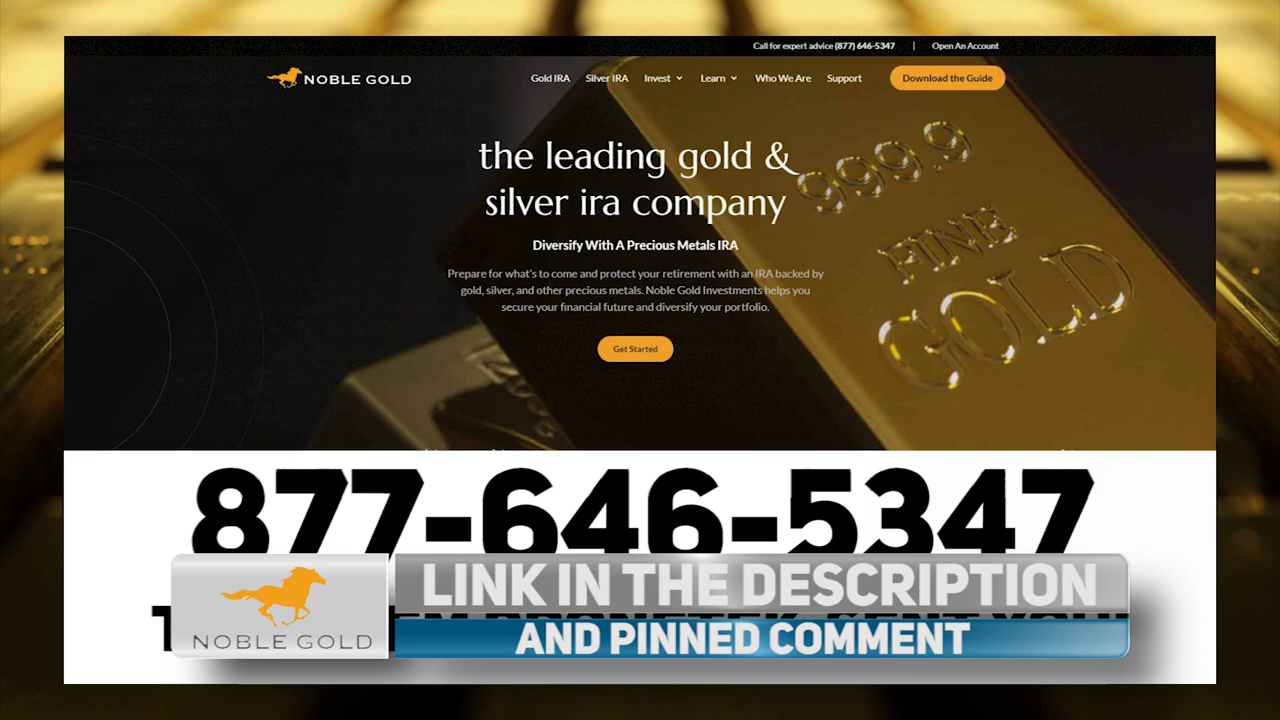 Call for expert advice (877) 646-5347 | Open An Account
NOBLE GOLD Gold IRA Silver IRA Invest Learn Who We Are Support Download the Guide
999.9
FINE
GOLD
the leading gold &
silver ira company
Diversify With A Precious Metals IRA
Prepare for what's to come and protect your retirement with an IRA backed by
gold, silver, and other precious metals. Noble Gold Investments helps you
secure your financial future and diversify your portfolio.
Get Started
877-646-5347
LINK IN THE DESCRIPTION
AND PINNED COMMENT
NOBLE GOLD